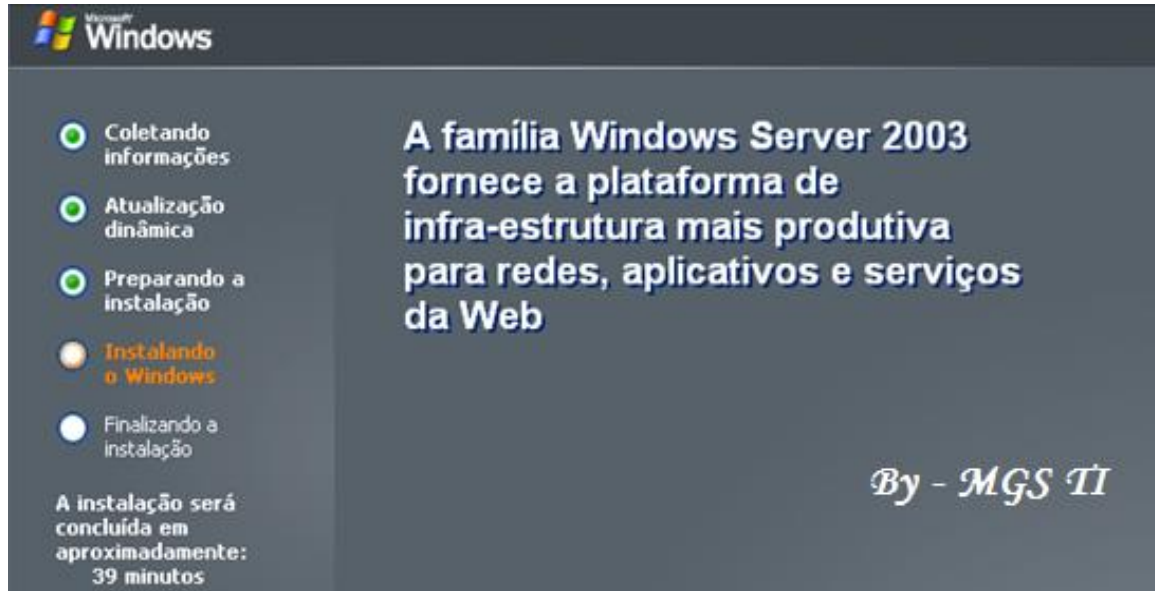 Microsoft
Windows
Coletando
informações
Atualização
dinâmica
Preparando a
instalação
Instalando
o Windows
Finalizando a
instalação
A instalação será
concluída em
aproximadamente:
39 minutos
A família Windows Server 2003
fornece a plataforma de
infra-estrutura mais produtiva
para redes, aplicativos e serviços
da Web
By - MGS TI